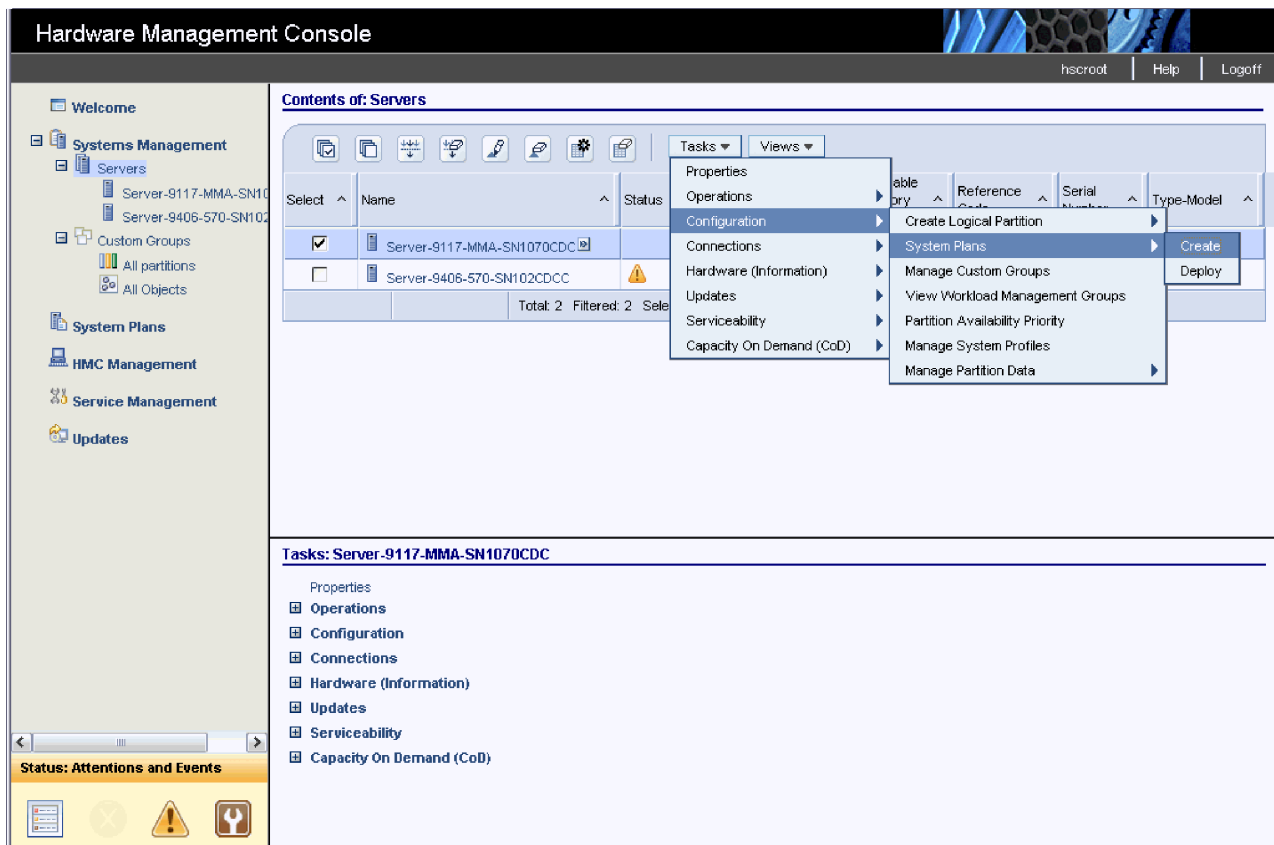 Hardware Management Console
hscroot Help Logoff
Welcome
Systems Management
Servers
Server-9117-MMA-SN10
Server-9406-570-SN102
Custom Groups
All partitions
All Objects
System Plans
HMC Management
Service Management
Updates
Status: Attentions and Events
Contents of: Servers
Tasks Views
Select Name Status Reference Serial Type-Model
Server-9117-MMA-SN1070CDC
Server-9406-570-SN102CDCC
Total: 2 Filtered: 2
Properties
Operations
Configuration
Connections
Hardware (Information)
Updates
Serviceability
Capacity On Demand (CoD)
Create Logical Partition
System Plans
Manage Custom Groups
View Workload Management Groups
Partition Availability Priority
Manage System Profiles
Manage Partition Data
Create
Deploy
Tasks: Server-9117-MMA-SN1070CDC
Properties
Operations
Configuration
Connections
Hardware (Information)
Updates
Serviceability
Capacity On Demand (CoD)